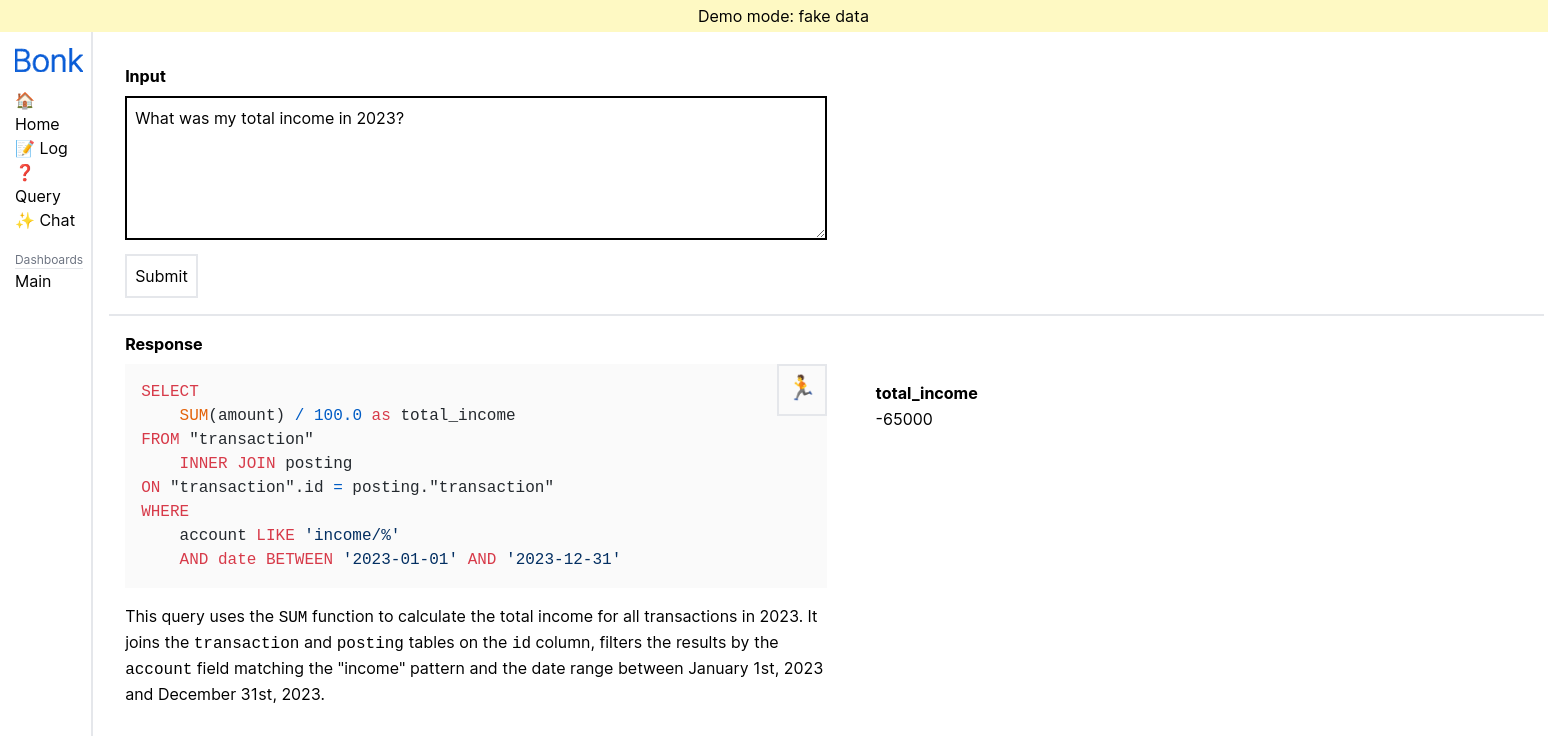 Demo mode: fake data
Bonk
🏠
Home
📝 Log
❓
Query
✨ Chat
Dashboards
Main
Input
What was my total income in 2023?
Submit
Response
SELECT
    SUM(amount) / 100.0 as total_income
FROM "transaction"
    INNER JOIN posting
ON "transaction".id = posting."transaction"
WHERE
    account LIKE 'income/%'
    AND date BETWEEN '2023-01-01' AND '2023-12-31'
🏃
total_income
-65000
This query uses the SUM function to calculate the total income for all transactions in 2023. It
joins the transaction and posting tables on the id column, filters the results by the
account field matching the "income" pattern and the date range between January 1st, 2023
and December 31st, 2023.